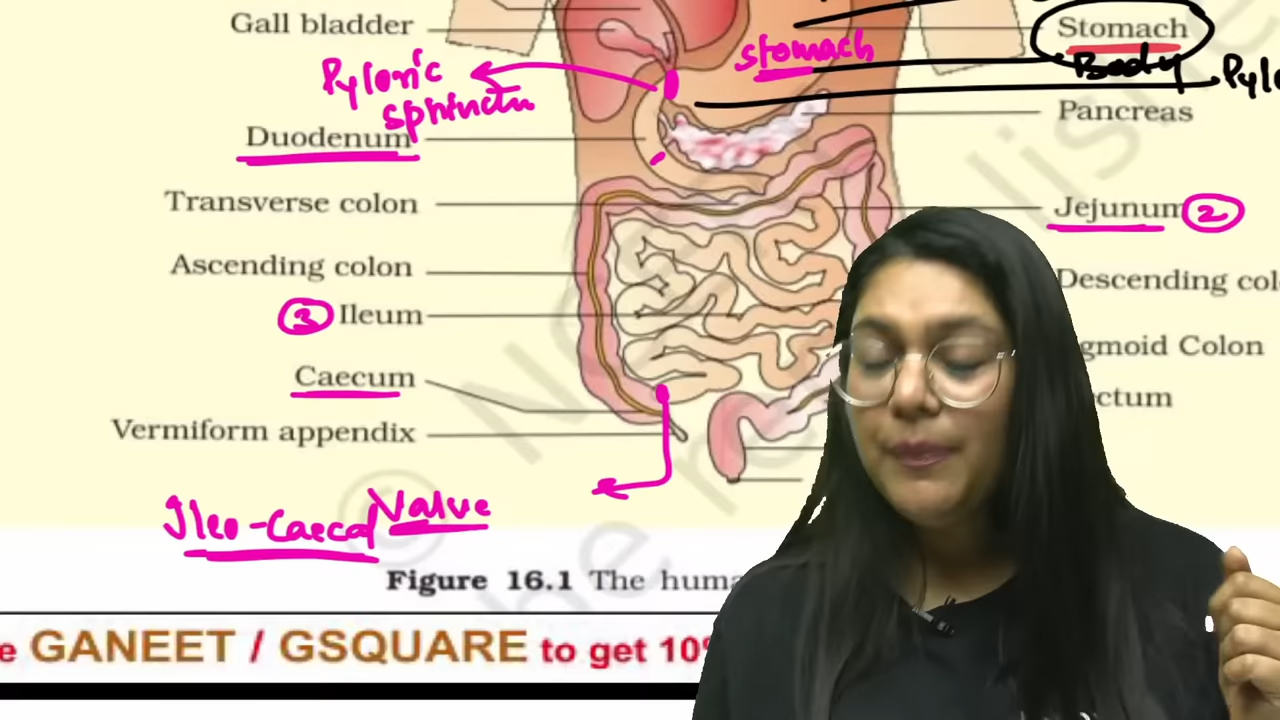 Gall bladder
Stomach
stomach
Body
Pylo
Pyloric
sphincter
Pancreas
Duodenum
Transverse colon
Jejunum 2
Ascending colon
Descending col
3 Ileum
gmoid Colon
Caecum
ctum
Vermiform appendix
Ileo-Caecal Valve
Figure 16.1 The huma
e GANEET / GSQUARE to get 10%